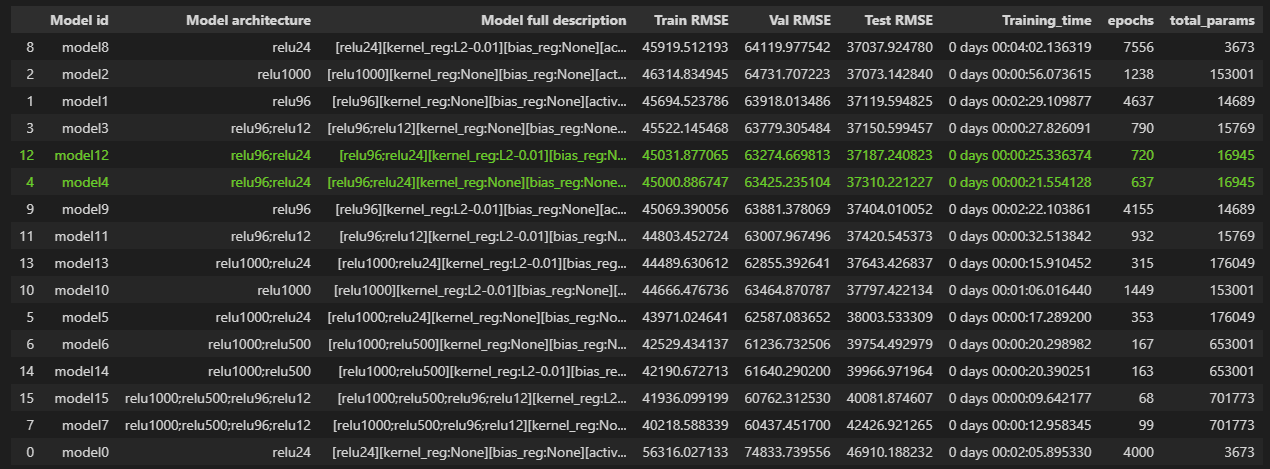 Model id Model architecture Model full description Train RMSE Val RMSE Test RMSE Training_time epochs total_params
8 model8 relu24 [relu24][kernel_reg:L2-0.01][bias_reg:None][ac... 45919.512193 64119.977542 37037.924780 0 days 00:04:02.136319 7556 3673
2 model2 relu1000 [relu1000][kernel_reg:None][bias_reg:None][act... 46314.834945 64731.707223 37073.142840 0 days 00:00:56.073615 1238 153001
1 model1 relu96 [relu96][kernel_reg:None][bias_reg:None][activ... 45694.523786 63918.013486 37119.594825 0 days 00:02:29.109877 4637 14689
3 model3 relu96;relu12 [relu96;relu12][kernel_reg:None][bias_reg:None... 45522.145468 63779.305484 37150.599457 0 days 00:00:27.826091 790 15769
12 model12 relu96;relu24 [relu96;relu24][kernel_reg:L2-0.01][bias_reg:N... 45031.877065 63274.669813 37187.240823 0 days 00:00:25.336374 720 16945
4 model4 relu96;relu24 [relu96;relu24][kernel_reg:None][bias_reg:None... 45000.886747 63425.235104 37310.221227 0 days 00:00:21.554128 637 16945
9 model9 relu96 [relu96][kernel_reg:L2-0.01][bias_reg:None][ac... 45069.390056 63881.378069 37404.010052 0 days 00:02:22.103861 4155 14689
11 model11 relu96;relu12 [relu96;relu12][kernel_reg:L2-0.01][bias_reg:N... 44803.452724 63007.967496 37420.545373 0 days 00:00:32.513842 932 15769
13 model13 relu1000;relu24 [relu1000;relu24][kernel_reg:L2-0.01][bias_reg... 44489.630612 62855.392641 37643.426837 0 days 00:00:15.910452 315 176049
10 model10 relu1000 [relu1000][kernel_reg:L2-0.01][bias_reg:None][... 44666.476736 63464.870787 37797.422134 0 days 00:01:06.016440 1449 153001
5 model5 relu1000;relu24 [relu1000;relu24][kernel_reg:None][bias_reg:No... 43971.024641 62587.083652 38003.533309 0 days 00:00:17.289200 353 176049
6 model6 relu1000;relu500 [relu1000;relu500][kernel_reg:None][bias_reg:N... 42529.434137 61236.732506 39754.492979 0 days 00:00:20.298982 167 653001
14 model14 relu1000;relu500 [relu1000;relu500][kernel_reg:L2-0.01][bias_re... 42190.672713 61640.290200 39966.971964 0 days 00:00:20.390251 163 653001
15 model15 relu1000;relu500;relu96;relu12 [relu1000;relu500;relu96;relu12][kernel_reg:L2... 41936.099199 60762.312530 40081.874607 0 days 00:00:09.642177 68 701773
7 model7 relu1000;relu500;relu96;relu12 [relu1000;relu500;relu96;relu12][kernel_reg:No... 40218.588339 60437.451700 42426.921265 0 days 00:00:12.958345 99 701773
0 model0 relu24 [relu24][kernel_reg:None][bias_reg:None][activ... 56316.027133 74833.739556 46910.188232 0 days 00:02:05.895330 4000 3673